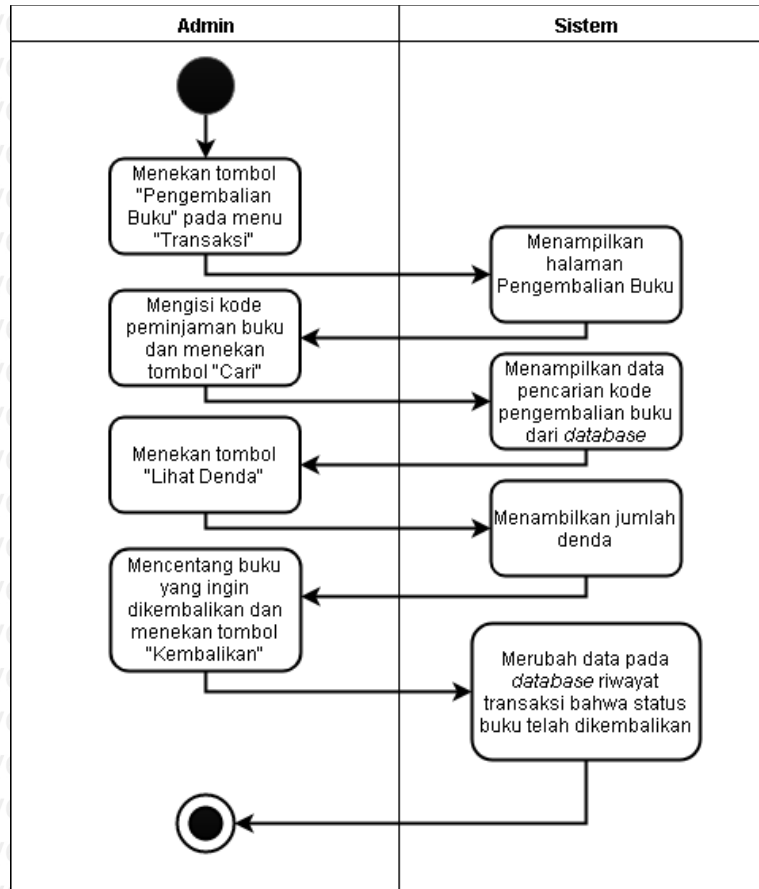 Admin
Sistem
Menekan tombol
"Pengembalian
Buku" pada menu
"Transaksi"
Menampilkan
halaman
Pengembalian Buku
Mengisi kode
peminjaman buku
dan menekan
tombol "Cari"
Menampilkan data
pencarian kode
pengembalian buku
dari database
Menekan tombol
"Lihat Denda"
Menambilkan jumlah
denda
Mencentang buku
yang ingin
dikembalikan dan
menekan tombol
"Kembalikan"
Merubah data pada
database riwayat
transaksi bahwa status
buku telah dikembalikan